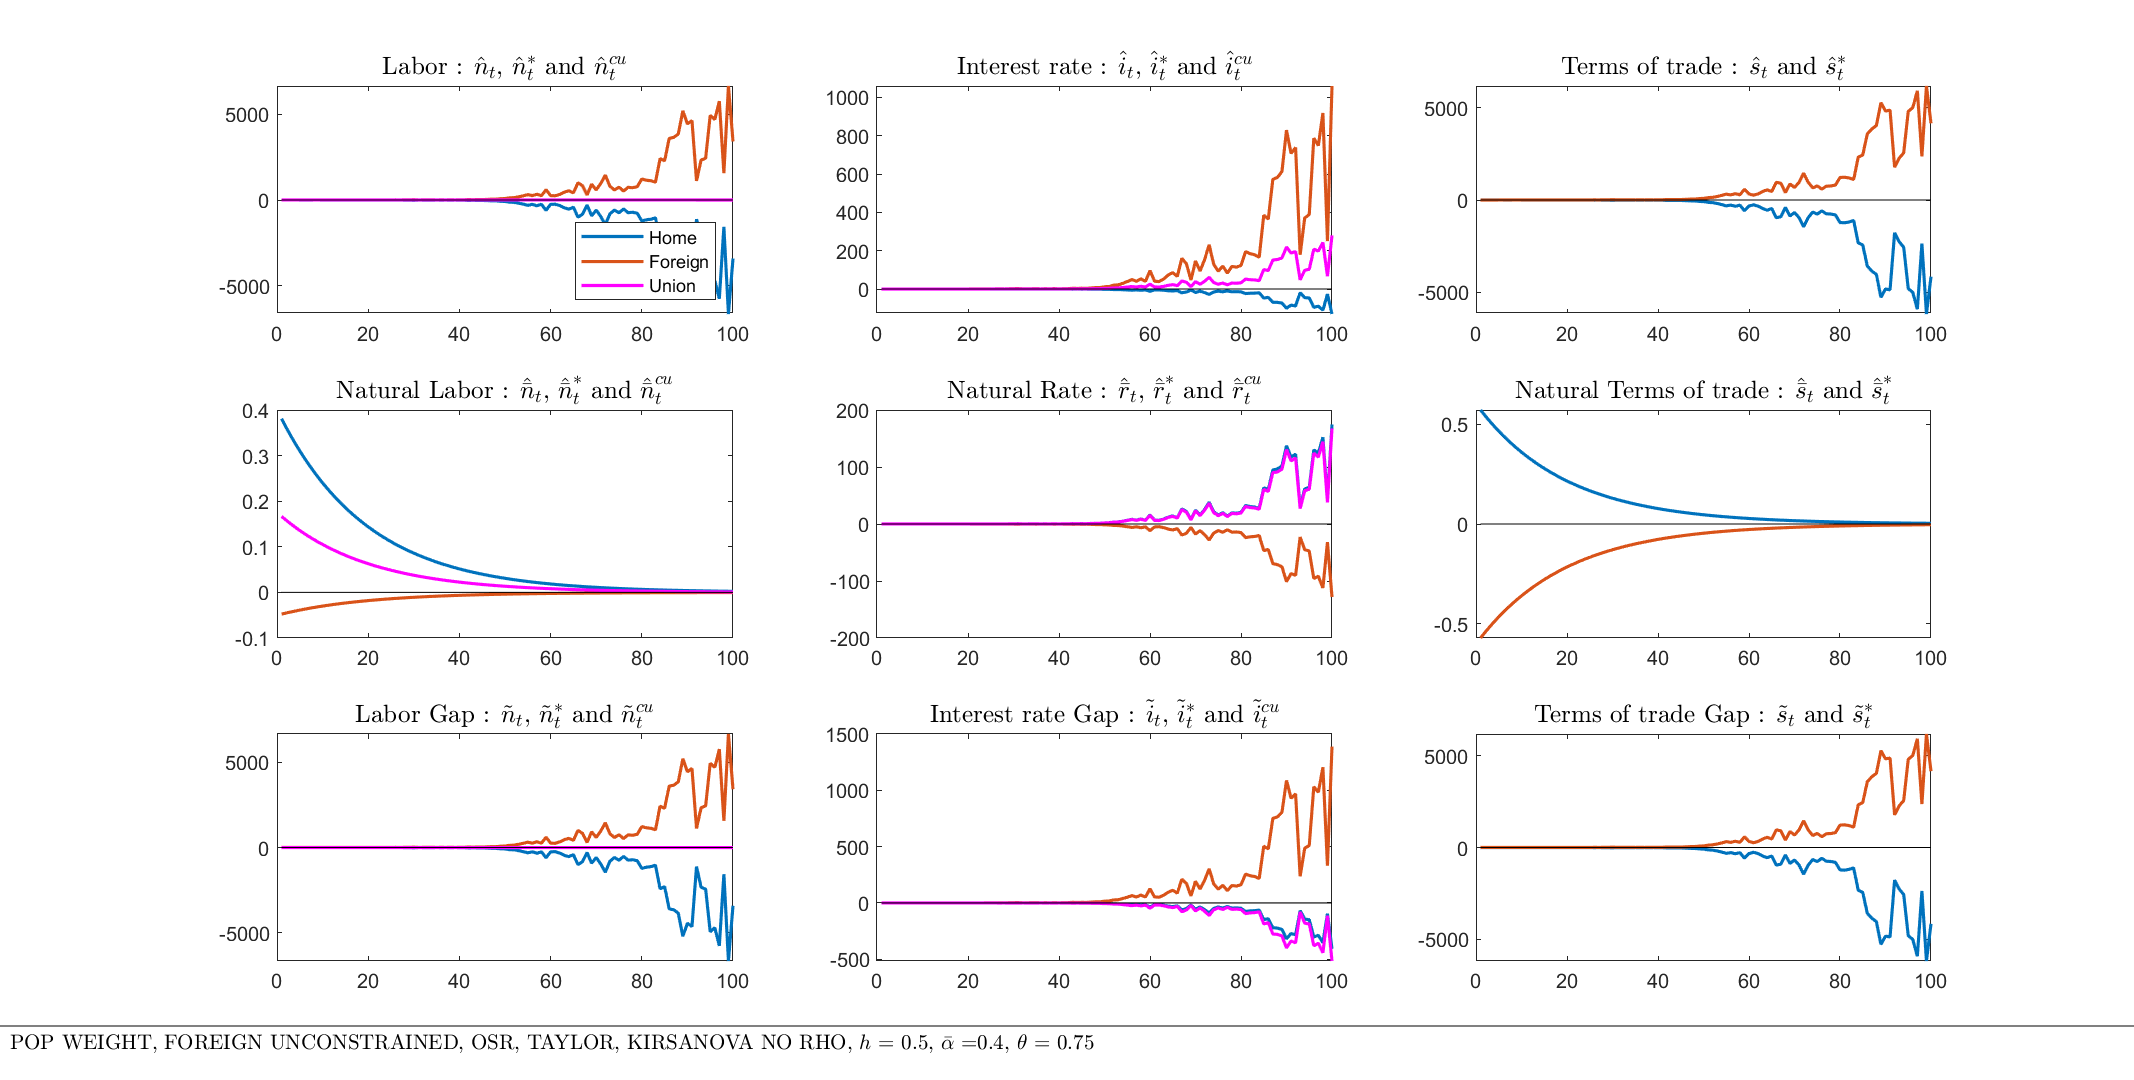 Labor : n̂ₜ, n̂ₜ* and n̂ₜᶜᵘ
5000
0
-5000
0 20 40 60 80 100
Home
Foreign
Union
Interest rate : îₜ, îₜ* and îₜᶜᵘ
1000
800
600
400
200
0
0 20 40 60 80 100
Terms of trade : ŝₜ and ŝₜ*
5000
0
-5000
0 20 40 60 80 100
Natural Labor : n̄̂ₜ, n̄̂ₜ* and n̄̂ₜᶜᵘ
0.4
0.3
0.2
0.1
0
-0.1
0 20 40 60 80 100
Natural Rate : r̄̂ₜ, r̄̂ₜ* and r̄̂ₜᶜᵘ
200
100
0
-100
-200
0 20 40 60 80 100
Natural Terms of trade : s̄̂ₜ and s̄̂ₜ*
0.5
0
-0.5
0 20 40 60 80 100
Labor Gap : ñₜ, ñₜ* and ñₜᶜᵘ
5000
0
-5000
0 20 40 60 80 100
Interest rate Gap : ĩₜ, ĩₜ* and ĩₜᶜᵘ
1500
1000
500
0
-500
0 20 40 60 80 100
Terms of trade Gap : s̃ₜ and s̃ₜ*
5000
0
-5000
0 20 40 60 80 100
POP WEIGHT, FOREIGN UNCONSTRAINED, OSR, TAYLOR, KIRSANOVA NO RHO, h = 0.5, ᾱ =0.4, θ = 0.75